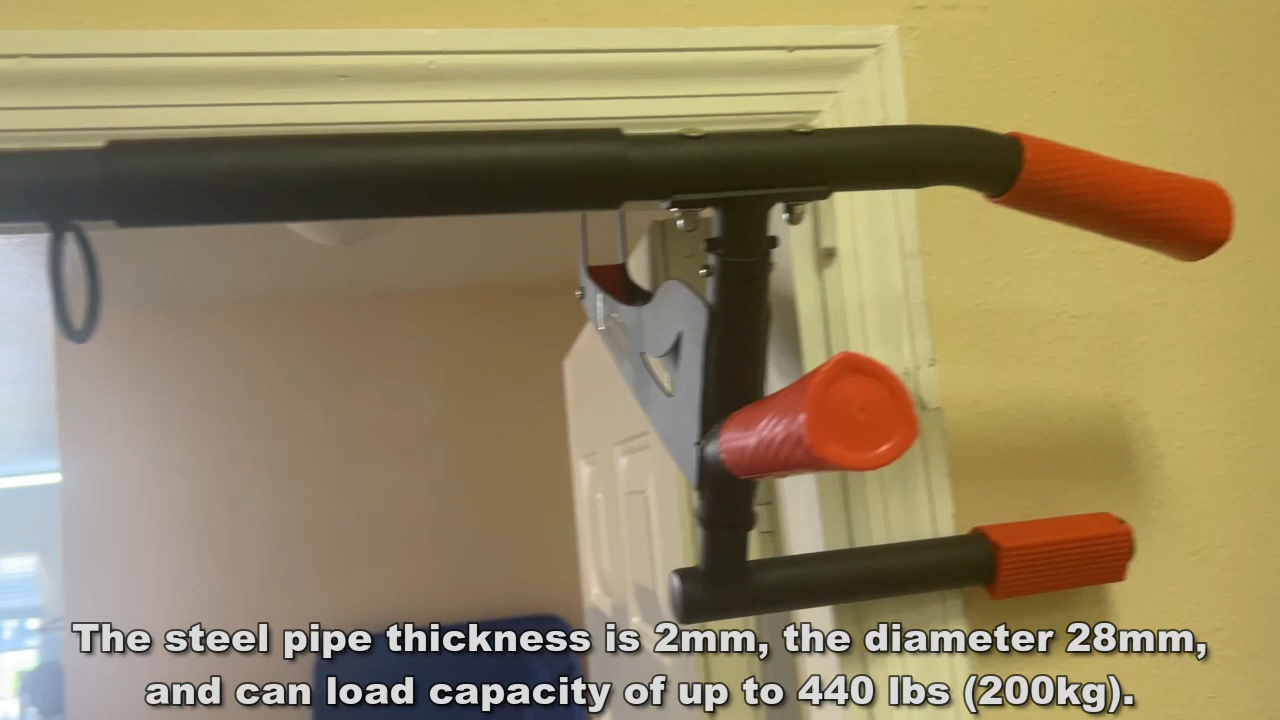 The steel pipe thickness is 2mm, the diameter 28mm,
and can load capacity of up to 440 lbs (200kg).